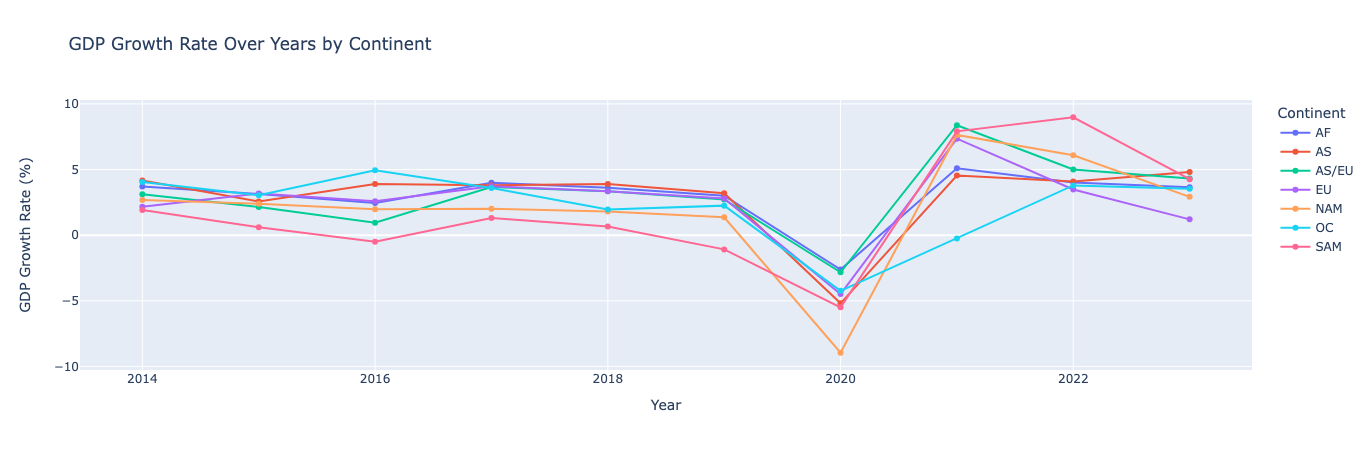 GDP Growth Rate Over Years by Continent
10
5
0
−5
−10
GDP Growth Rate (%)
2014
2016
2018
2020
2022
Year
Continent
AF
AS
AS/EU
EU
NAM
OC
SAM